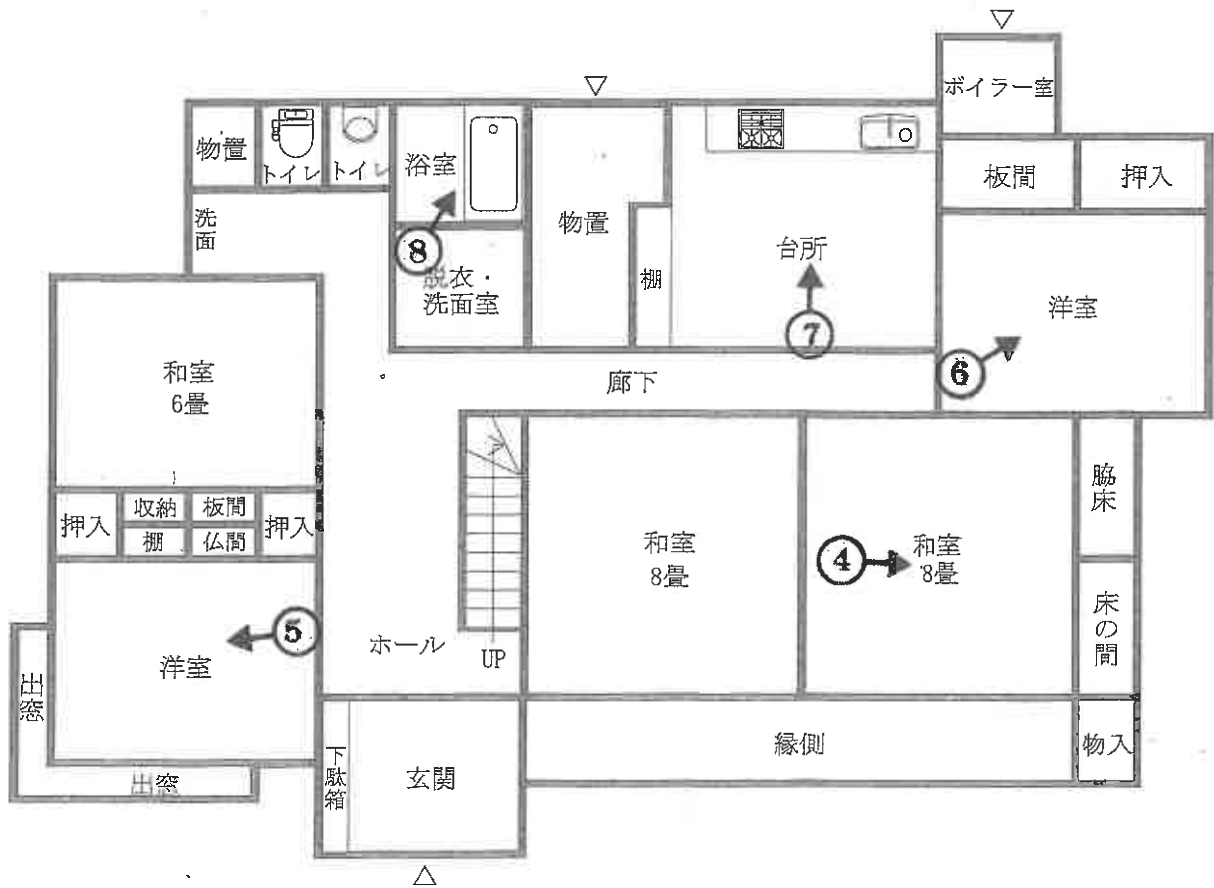 ボイラー室
物置
トイレ
トイレ
浴室
板間
押入
洗面
物置
台所
⑧
脱衣・
洗面室
棚
洋室
⑦
⑥
和室
6畳
廊下
押入
収納
板間
押入
棚
仏間
脇床
和室
8畳
④
和室
8畳
⑤
床の間
洋室
ホール
UP
出窓
縁側
物入
下駄箱
玄関
出窓